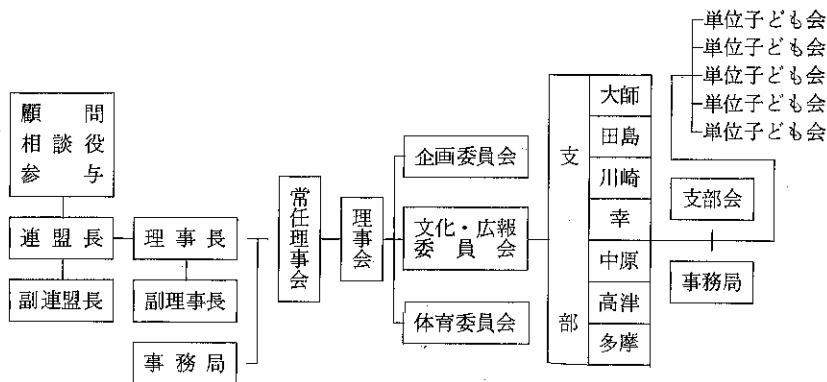 顧問
相談役
参与
連盟長
理事長
副連盟長
副理事長
事務局
常任理事会
理事会
企画委員会
文化・広報
委員会
体育委員会
支部
大師
田島
川崎
幸
中原
高津
多摩
単位子ども会
単位子ども会
単位子ども会
単位子ども会
単位子ども会
支部会
事務局